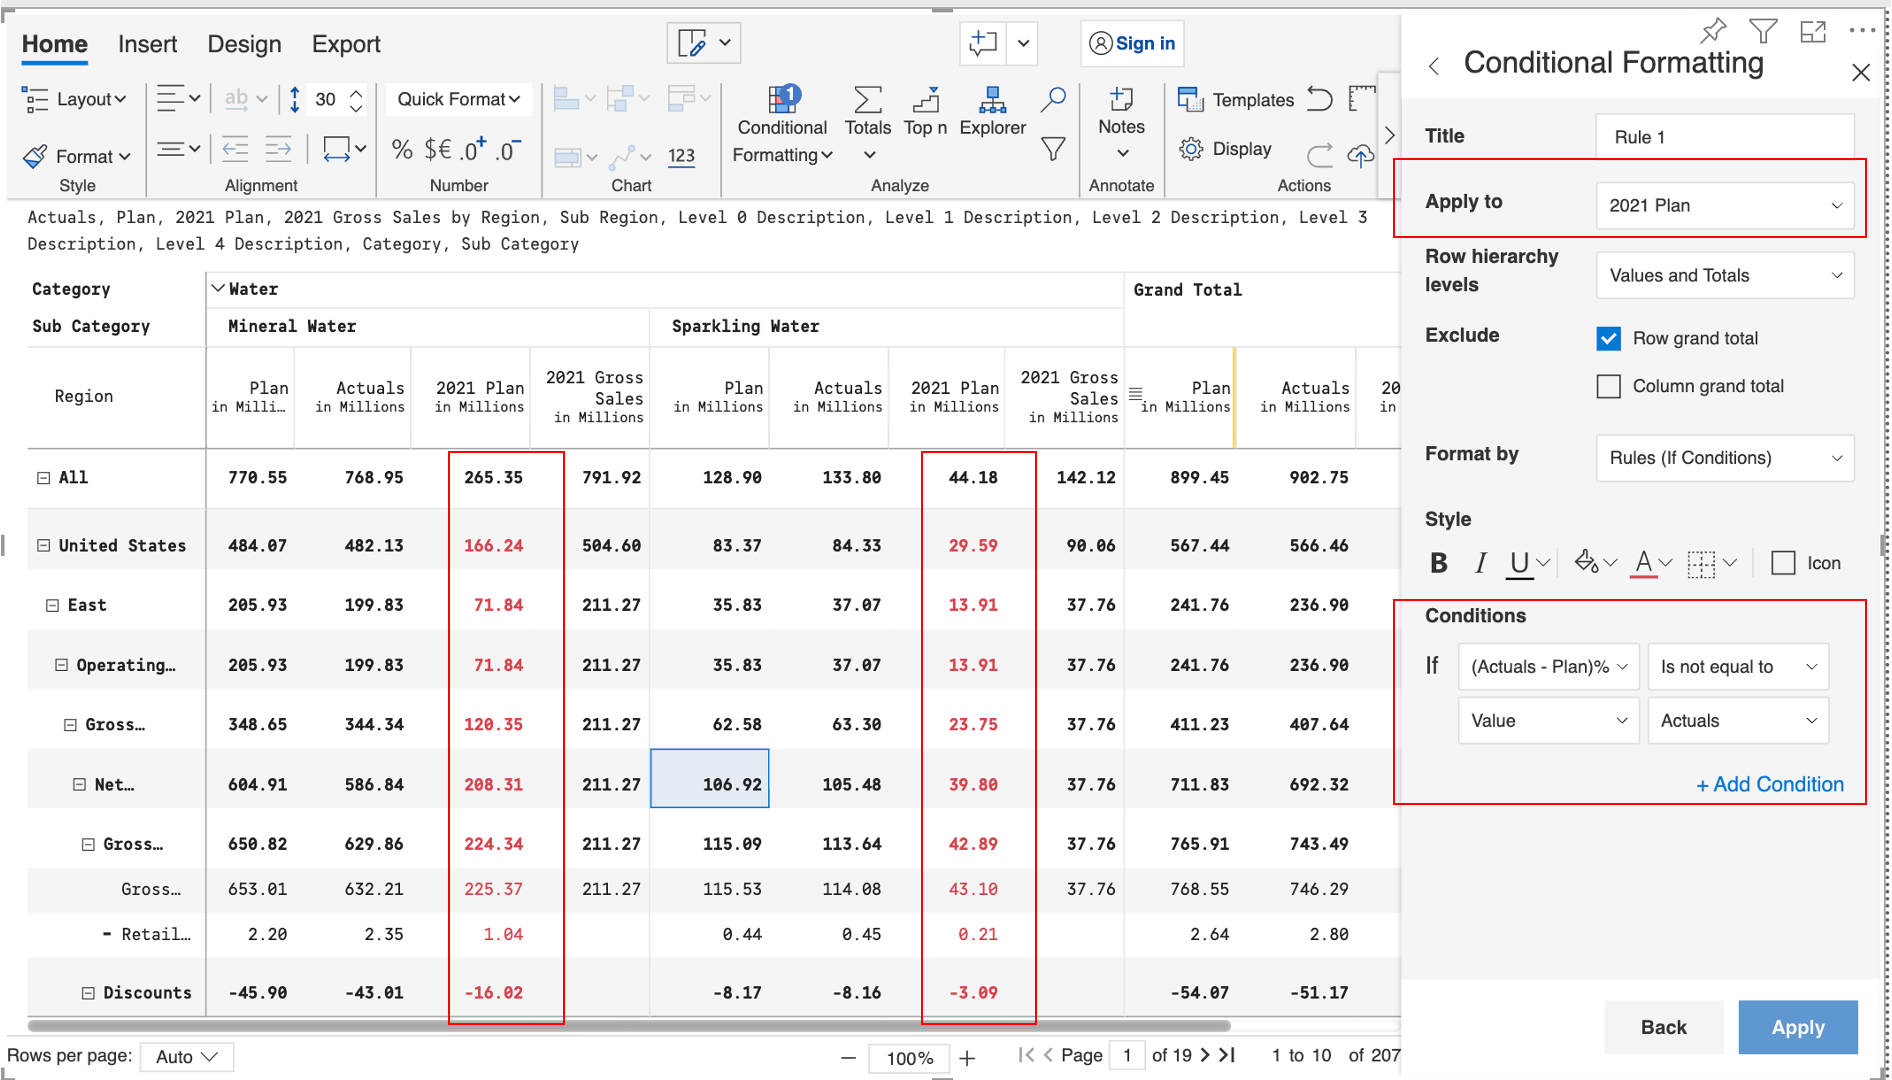 Home Insert Design Export
Sign in
Layout
ab
30
Quick Format
Conditional Formatting
1
Totals
Top n
Explorer
Notes
Templates
Format
% $€ .0+ .0-
123
Display
Style
Alignment
Number
Chart
Analyze
Annotate
Actions
Actuals, Plan, 2021 Plan, 2021 Gross Sales by Region, Sub Region, Level 0 Description, Level 1 Description, Level 2 Description, Level 3
Description, Level 4 Description, Category, Sub Category
Category Water Grand Total
Sub Category Mineral Water Sparkling Water
Region
Plan in Milli…
Actuals in Millions
2021 Plan in Millions
2021 Gross Sales in Millions
Plan in Millions
Actuals in Millions
2021 Plan in Millions
2021 Gross Sales in Millions
Plan in Millions
Actuals in Millions
20 in
All 770.55 768.95 265.35 791.92 128.90 133.80 44.18 142.12 899.45 902.75
United States 484.07 482.13 166.24 504.60 83.37 84.33 29.59 90.06 567.44 566.46
East 205.93 199.83 71.84 211.27 35.83 37.07 13.91 37.76 241.76 236.90
Operating… 205.93 199.83 71.84 211.27 35.83 37.07 13.91 37.76 241.76 236.90
Gross… 348.65 344.34 120.35 211.27 62.58 63.30 23.75 37.76 411.23 407.64
Net… 604.91 586.84 208.31 211.27 106.92 105.48 39.80 37.76 711.83 692.32
Gross… 650.82 629.86 224.34 211.27 115.09 113.64 42.89 37.76 765.91 743.49
Gross… 653.01 632.21 225.37 211.27 115.53 114.08 43.10 37.76 768.55 746.29
Retail… 2.20 2.35 1.04 0.44 0.45 0.21 2.64 2.80
Discounts -45.90 -43.01 -16.02 -8.17 -8.16 -3.09 -54.07 -51.17
Rows per page: Auto
100%
Page 1 of 19
1 to 10 of 207
Conditional Formatting
Title Rule 1
Apply to 2021 Plan
Row hierarchy levels Values and Totals
Exclude Row grand total
Column grand total
Format by Rules (If Conditions)
Style
B I U A Icon
Conditions
If (Actuals - Plan)% Is not equal to
Value Actuals
+ Add Condition
Back Apply